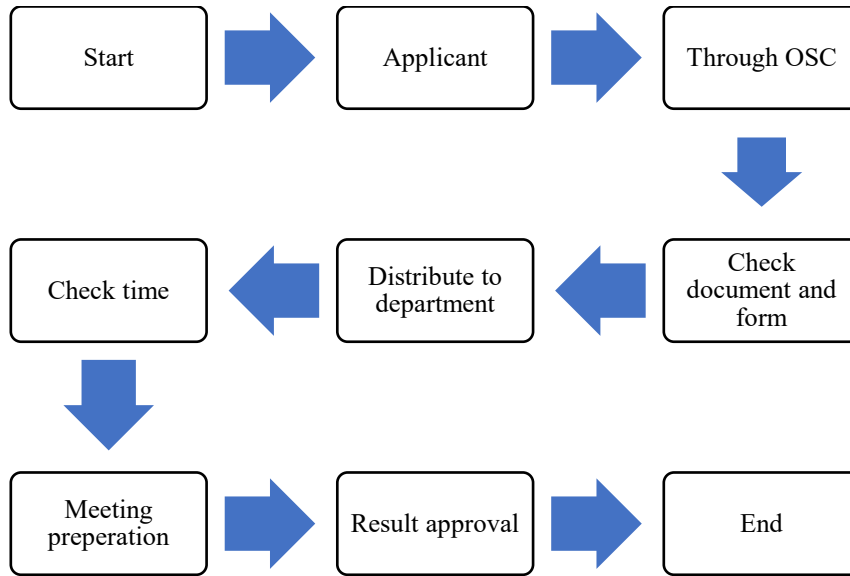 Start
Applicant
Through OSC
Check
document and
form
Distribute to
department
Check time
Meeting
preperation
Result approval
End